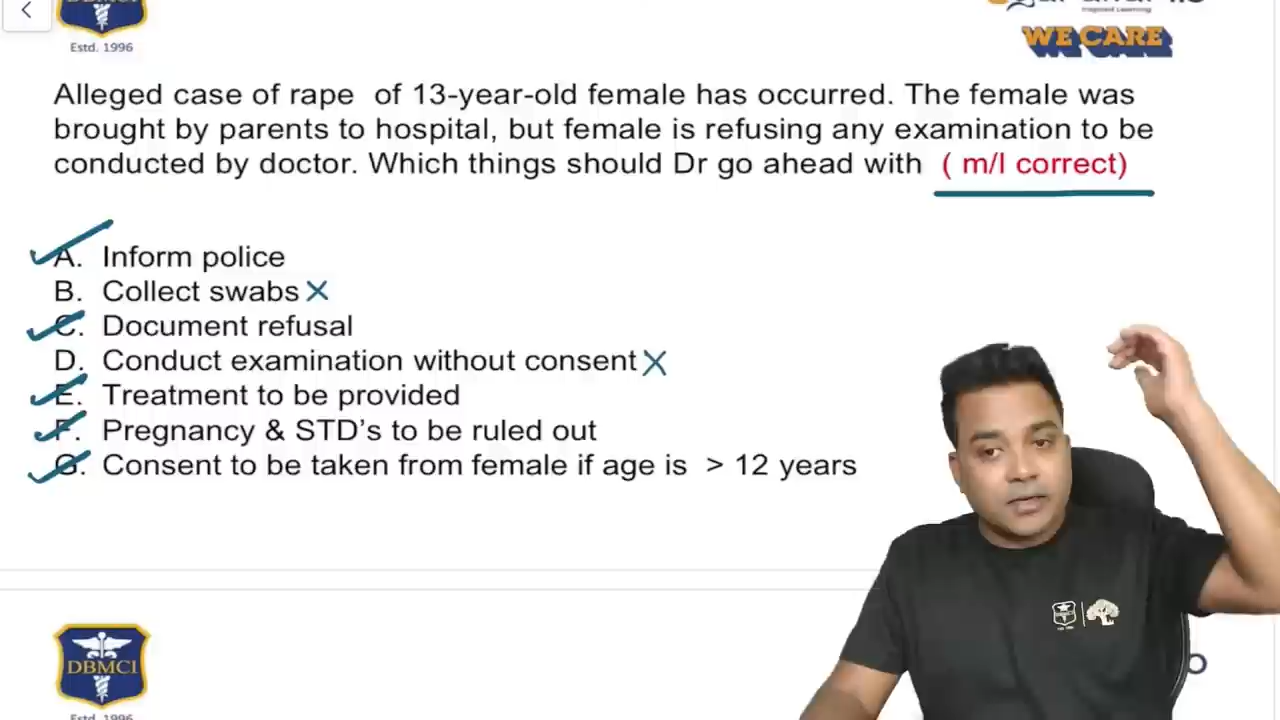 Estd. 1996
WE CARE
Alleged case of rape of 13-year-old female has occurred. The female was
brought by parents to hospital, but female is refusing any examination to be
conducted by doctor. Which things should Dr go ahead with ( m/l correct)
A. Inform police
B. Collect swabs
C. Document refusal
D. Conduct examination without consent
E. Treatment to be provided
F. Pregnancy & STD's to be ruled out
G. Consent to be taken from female if age is > 12 years
DBMCI
Estd. 1996